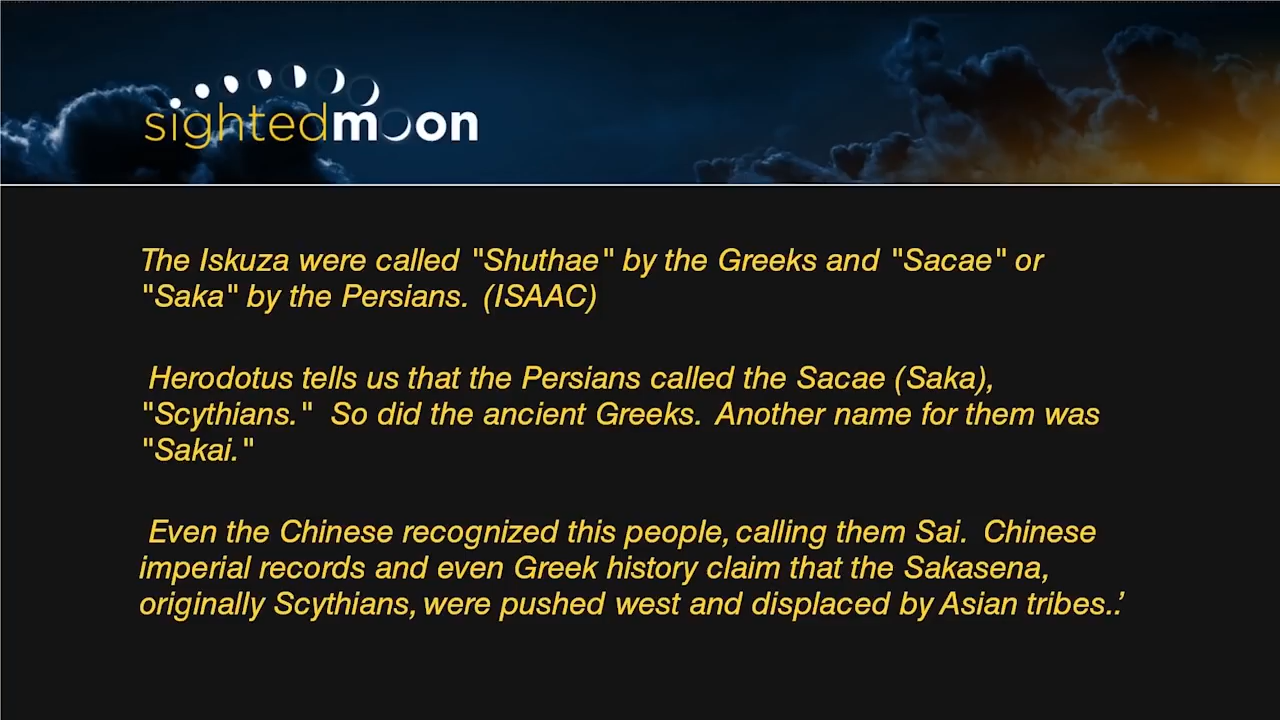 sightedmoon
The Iskuza were called "Shuthae" by the Greeks and "Sacae" or
"Saka" by the Persians. (ISAAC)
Herodotus tells us that the Persians called the Sacae (Saka),
"Scythians." So did the ancient Greeks. Another name for them was
"Sakai."
Even the Chinese recognized this people, calling them Sai. Chinese
imperial records and even Greek history claim that the Sakasena,
originally Scythians, were pushed west and displaced by Asian tribes..’